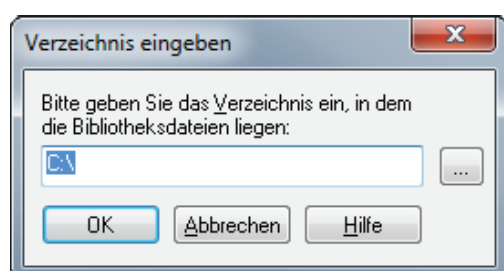 Verzeichnis eingeben
Bitte geben Sie das Verzeichnis ein, in dem
die Bibliotheksdateien liegen:
C:\
...
OK Abbrechen Hilfe